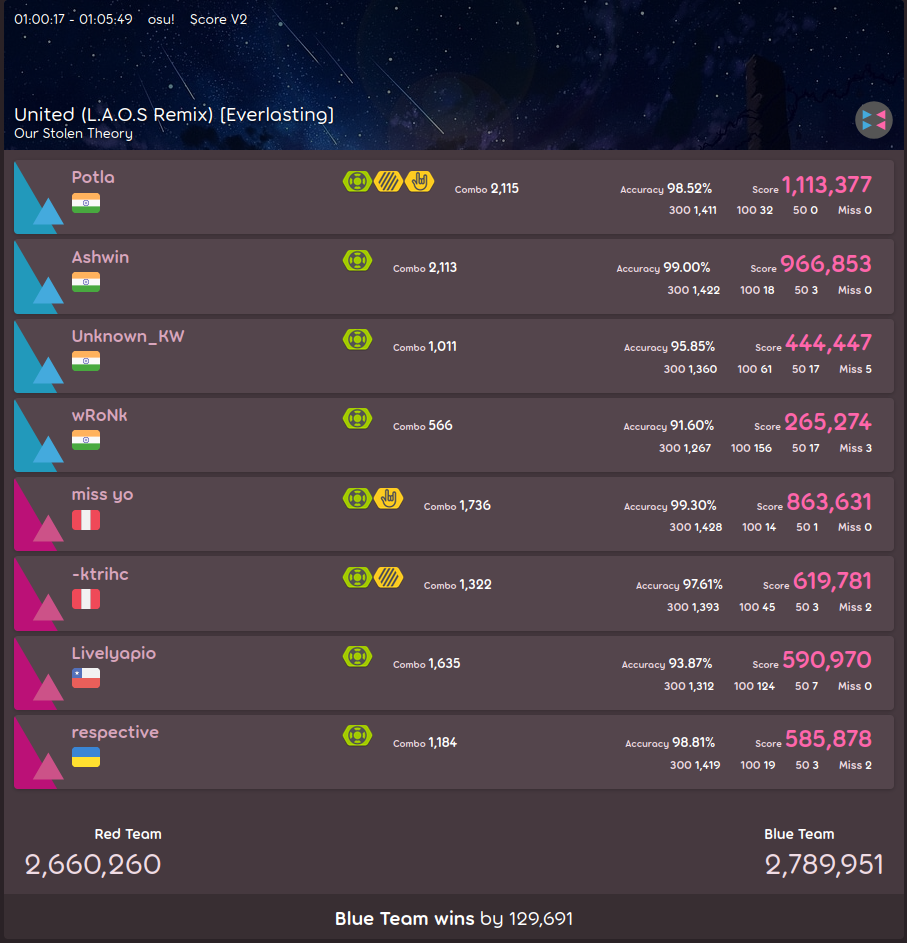 01:00:17 - 01:05:49 osu! Score V2
United (L.A.O.S Remix) [Everlasting]
Our Stolen Theory
Potla
Combo 2,115 Accuracy 98.52% Score 1,113,377
300 1,411 100 32 50 0 Miss 0
Ashwin
Combo 2,113 Accuracy 99.00% Score 966,853
300 1,422 100 18 50 3 Miss 0
Unknown_KW
Combo 1,011 Accuracy 95.85% Score 444,447
300 1,360 100 61 50 17 Miss 5
wRoNk
Combo 566 Accuracy 91.60% Score 265,274
300 1,267 100 156 50 17 Miss 3
miss yo
Combo 1,736 Accuracy 99.30% Score 863,631
300 1,428 100 14 50 1 Miss 0
-ktrihc
Combo 1,322 Accuracy 97.61% Score 619,781
300 1,393 100 45 50 3 Miss 2
Livelyapio
Combo 1,635 Accuracy 93.87% Score 590,970
300 1,312 100 124 50 7 Miss 0
respective
Combo 1,184 Accuracy 98.81% Score 585,878
300 1,419 100 19 50 3 Miss 2
Red Team Blue Team
2,660,260 2,789,951
Blue Team wins by 129,691